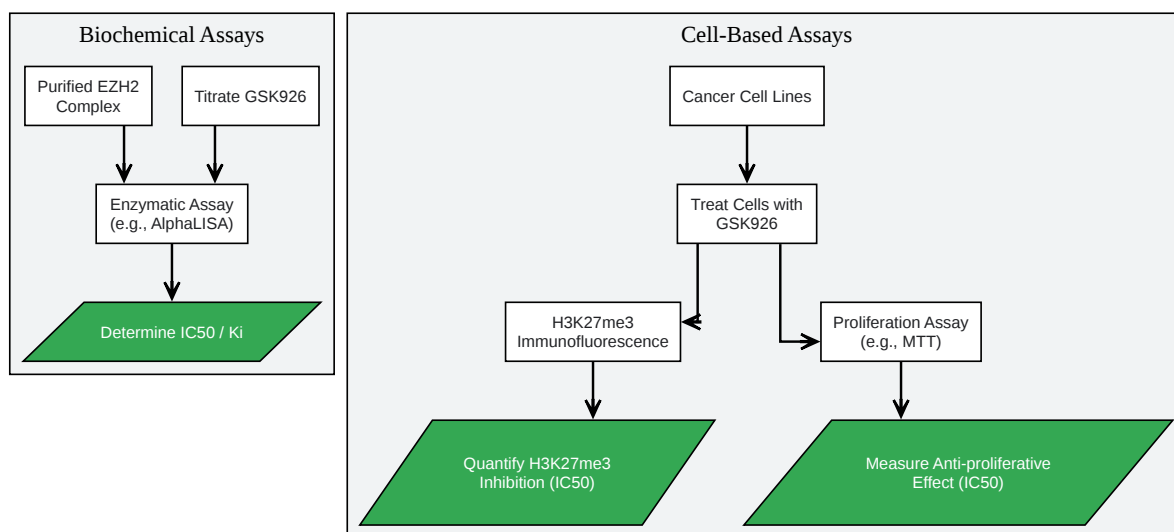 Biochemical Assays
Purified EZH2
Complex
Titrate GSK926
Enzymatic Assay
(e.g., AlphaLISA)
Determine IC50 / Ki
Cell-Based Assays
Cancer Cell Lines
Treat Cells with
GSK926
H3K27me3
Immunofluorescence
Proliferation Assay
(e.g., MTT)
Quantify H3K27me3
Inhibition (IC50)
Measure Anti-proliferative
Effect (IC50)